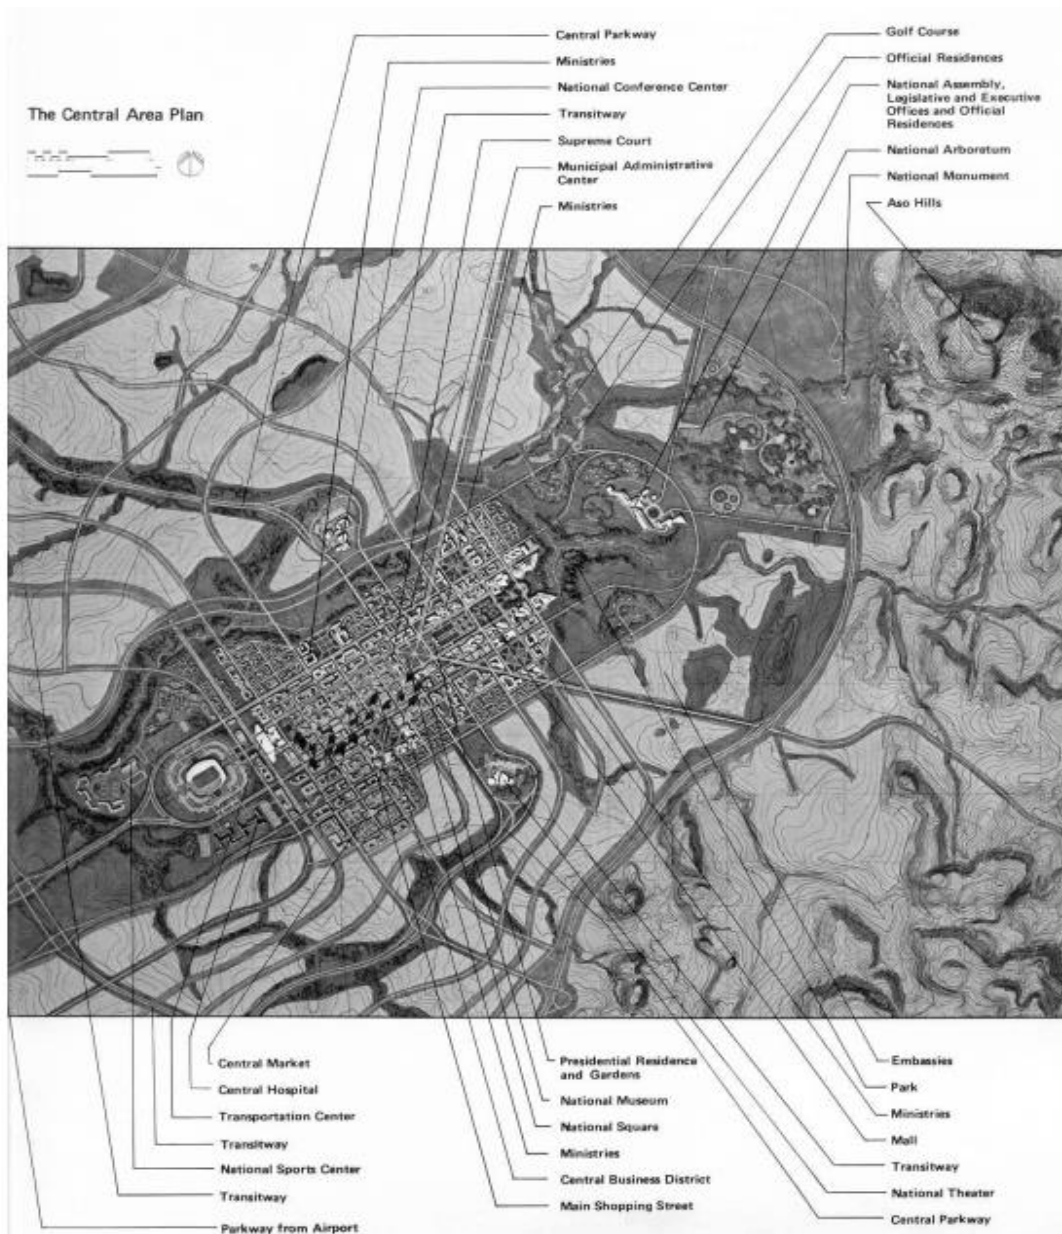 The Central Area Plan
Central Parkway
Ministries
National Conference Center
Transitway
Supreme Court
Municipal Administrative
Center
Ministries
Golf Course
Official Residences
National Assembly,
Legislative and Executive
Offices and Official
Residences
National Arboretum
National Monument
Aso Hills
Central Market
Central Hospital
Transportation Center
Transitway
National Sports Center
Transitway
Parkway from Airport
Presidential Residence
and Gardens
National Museum
National Square
Ministries
Central Business District
Main Shopping Street
Embassies
Park
Ministries
Mall
Transitway
National Theater
Central Parkway